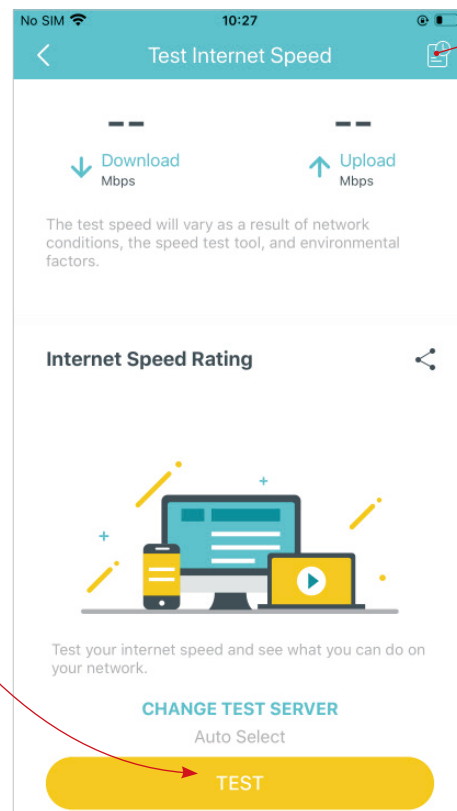 No SIM 10:27
Test Internet Speed
-- --
Download Upload
Mbps Mbps
The test speed will vary as a result of network
conditions, the speed test tool, and environmental
factors.
Internet Speed Rating
Test your internet speed and see what you can do on
your network.
CHANGE TEST SERVER
Auto Select
TEST